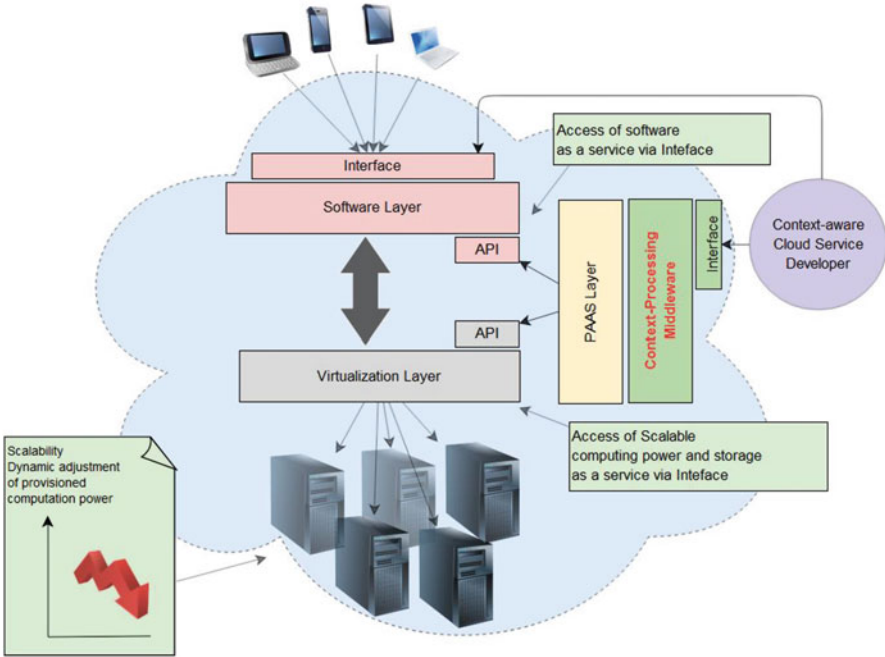 Interface
Software Layer
API
Access of software
as a service via Inteface
PAAS Layer
Context-Processing
Middleware
Interface
Context-aware
Cloud Service
Developer
API
Virtualization Layer
Access of Scalable
computing power and storage
as a service via Inteface
Scalability
Dynamic adjustment
of provisioned
computation power